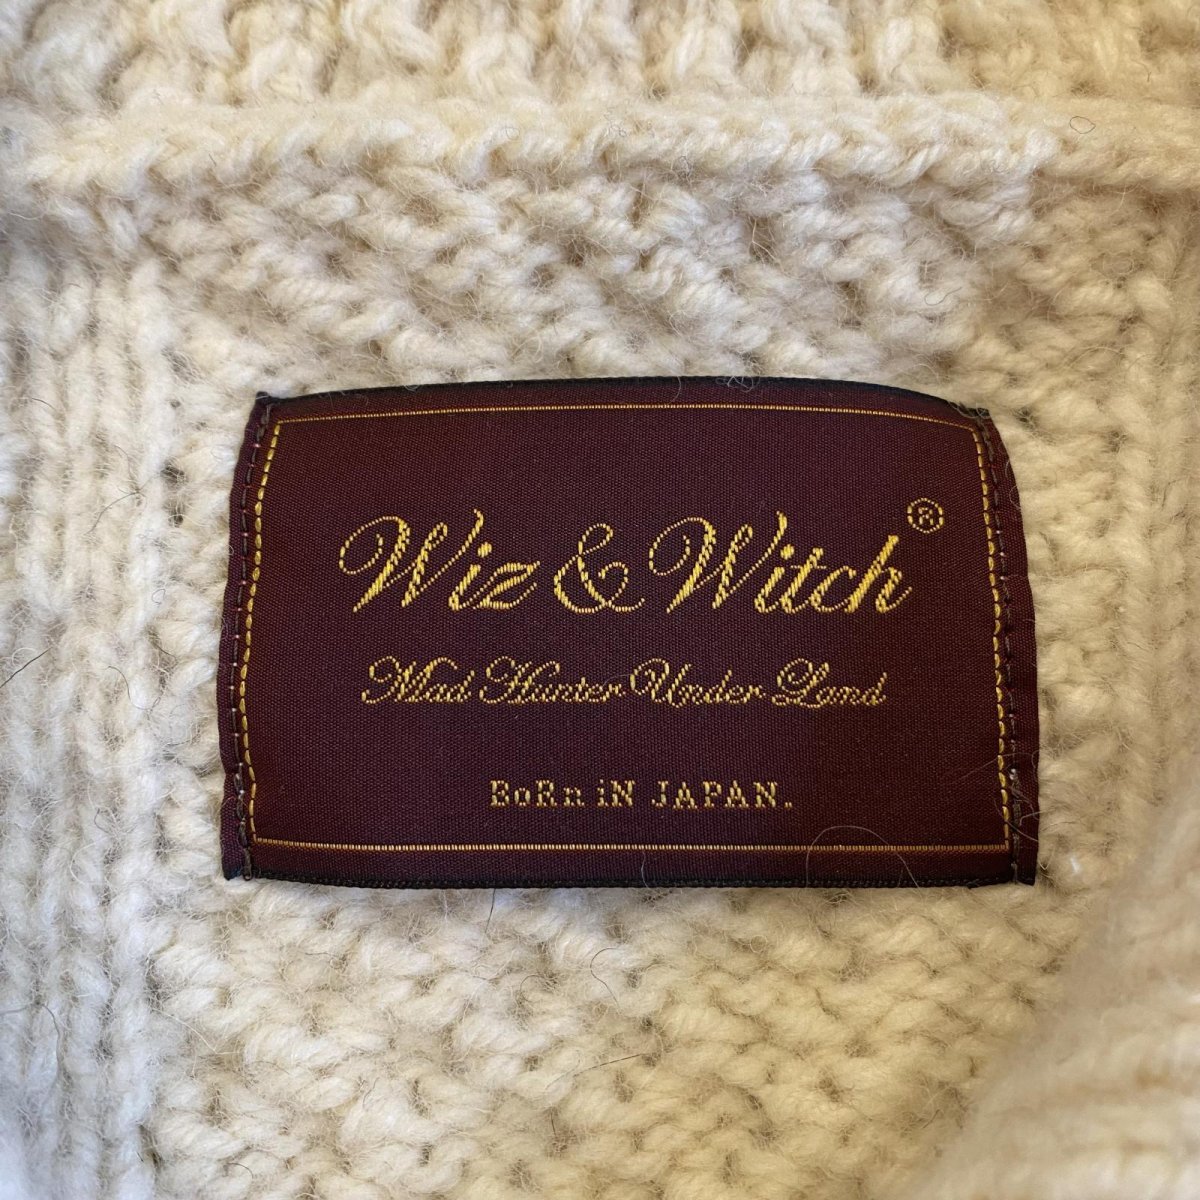 Wiz & Witch®
Mad Hunter Under Land
BoRn iN JAPAN.